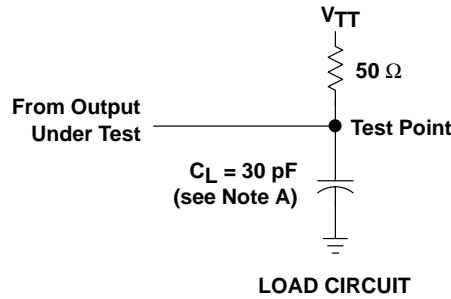 VTT
50 Ω
From Output
Under Test
Test Point
CL = 30 pF
(see Note A)
LOAD CIRCUIT